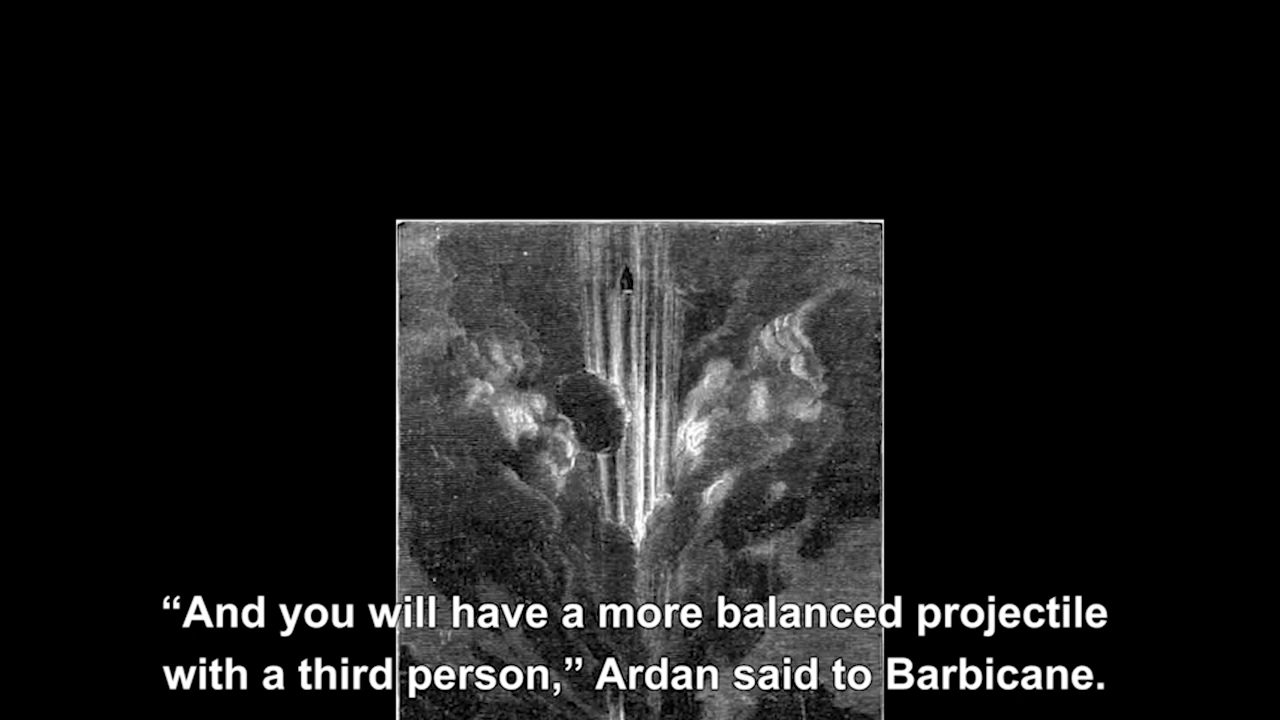 “And you will have a more balanced projectile
with a third person,” Ardan said to Barbicane.